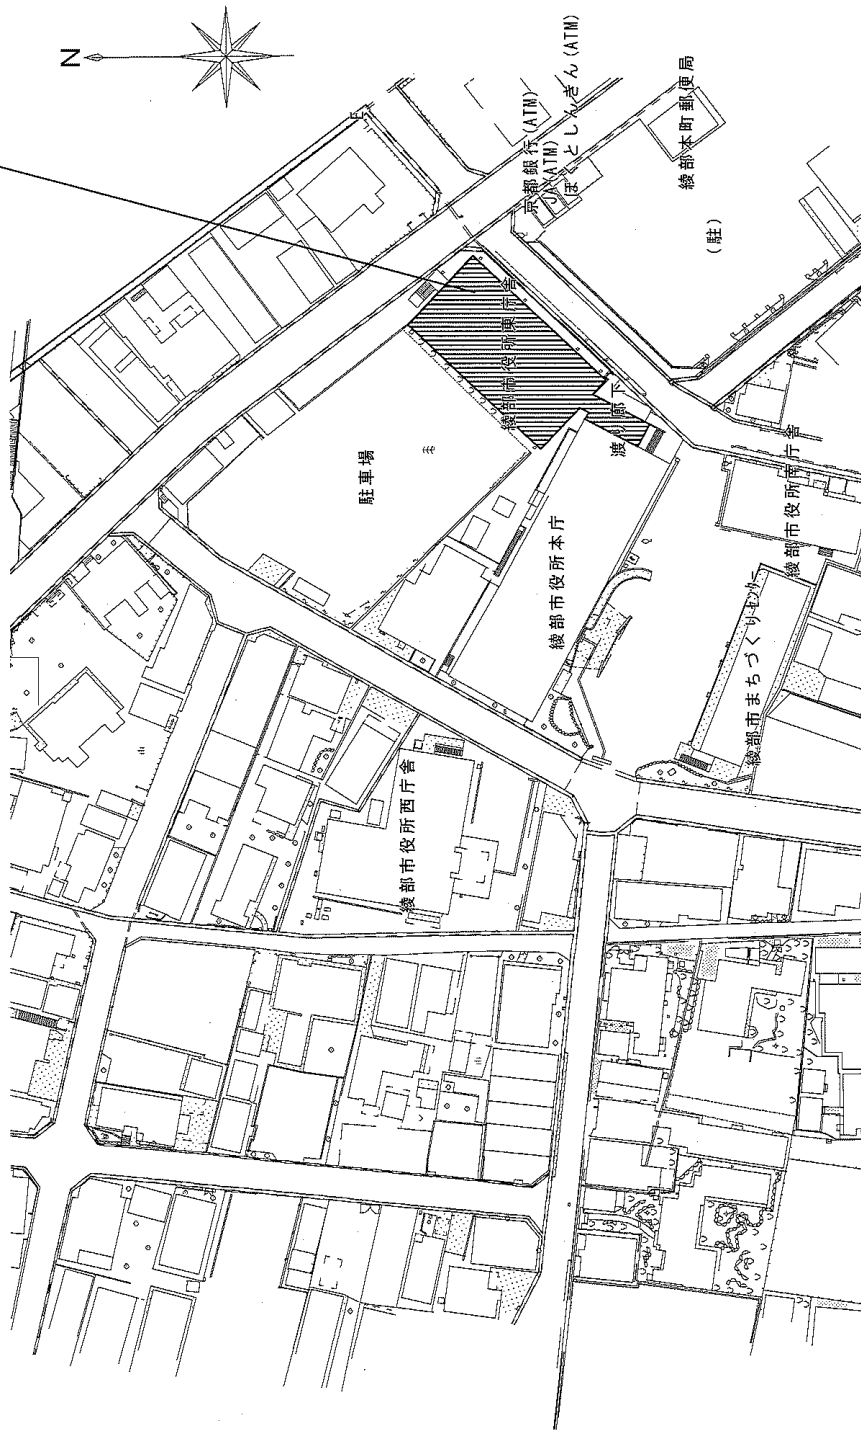 N
京都銀行(ATM)
JA(ATM)
ほくとしんきん(ATM)
綾部本町郵便局
(駐)
綾部市役所東庁舎
渡り廊下
駐車場
綾部市役所本庁
綾部市役所南庁舎
綾部市まちづくりセンター
綾部市役所西庁舎